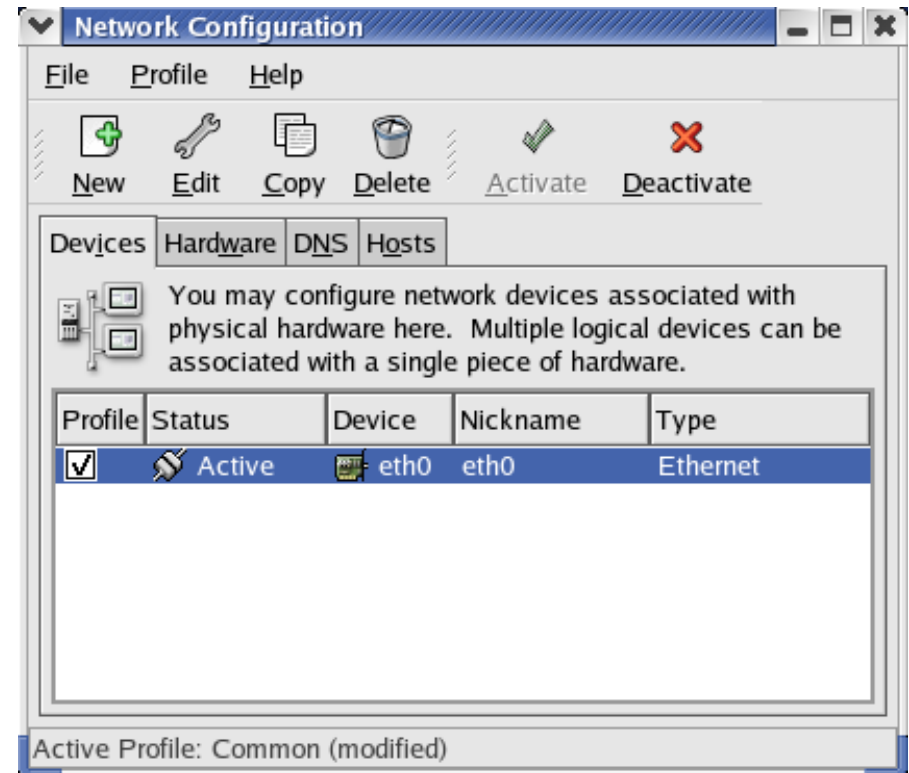 Network Configuration
File Profile Help
New Edit Copy Delete Activate Deactivate
Devices Hardware DNS Hosts
You may configure network devices associated with
physical hardware here.  Multiple logical devices can be
associated with a single piece of hardware.
Profile Status Device Nickname Type
Active eth0 eth0 Ethernet
Active Profile: Common (modified)